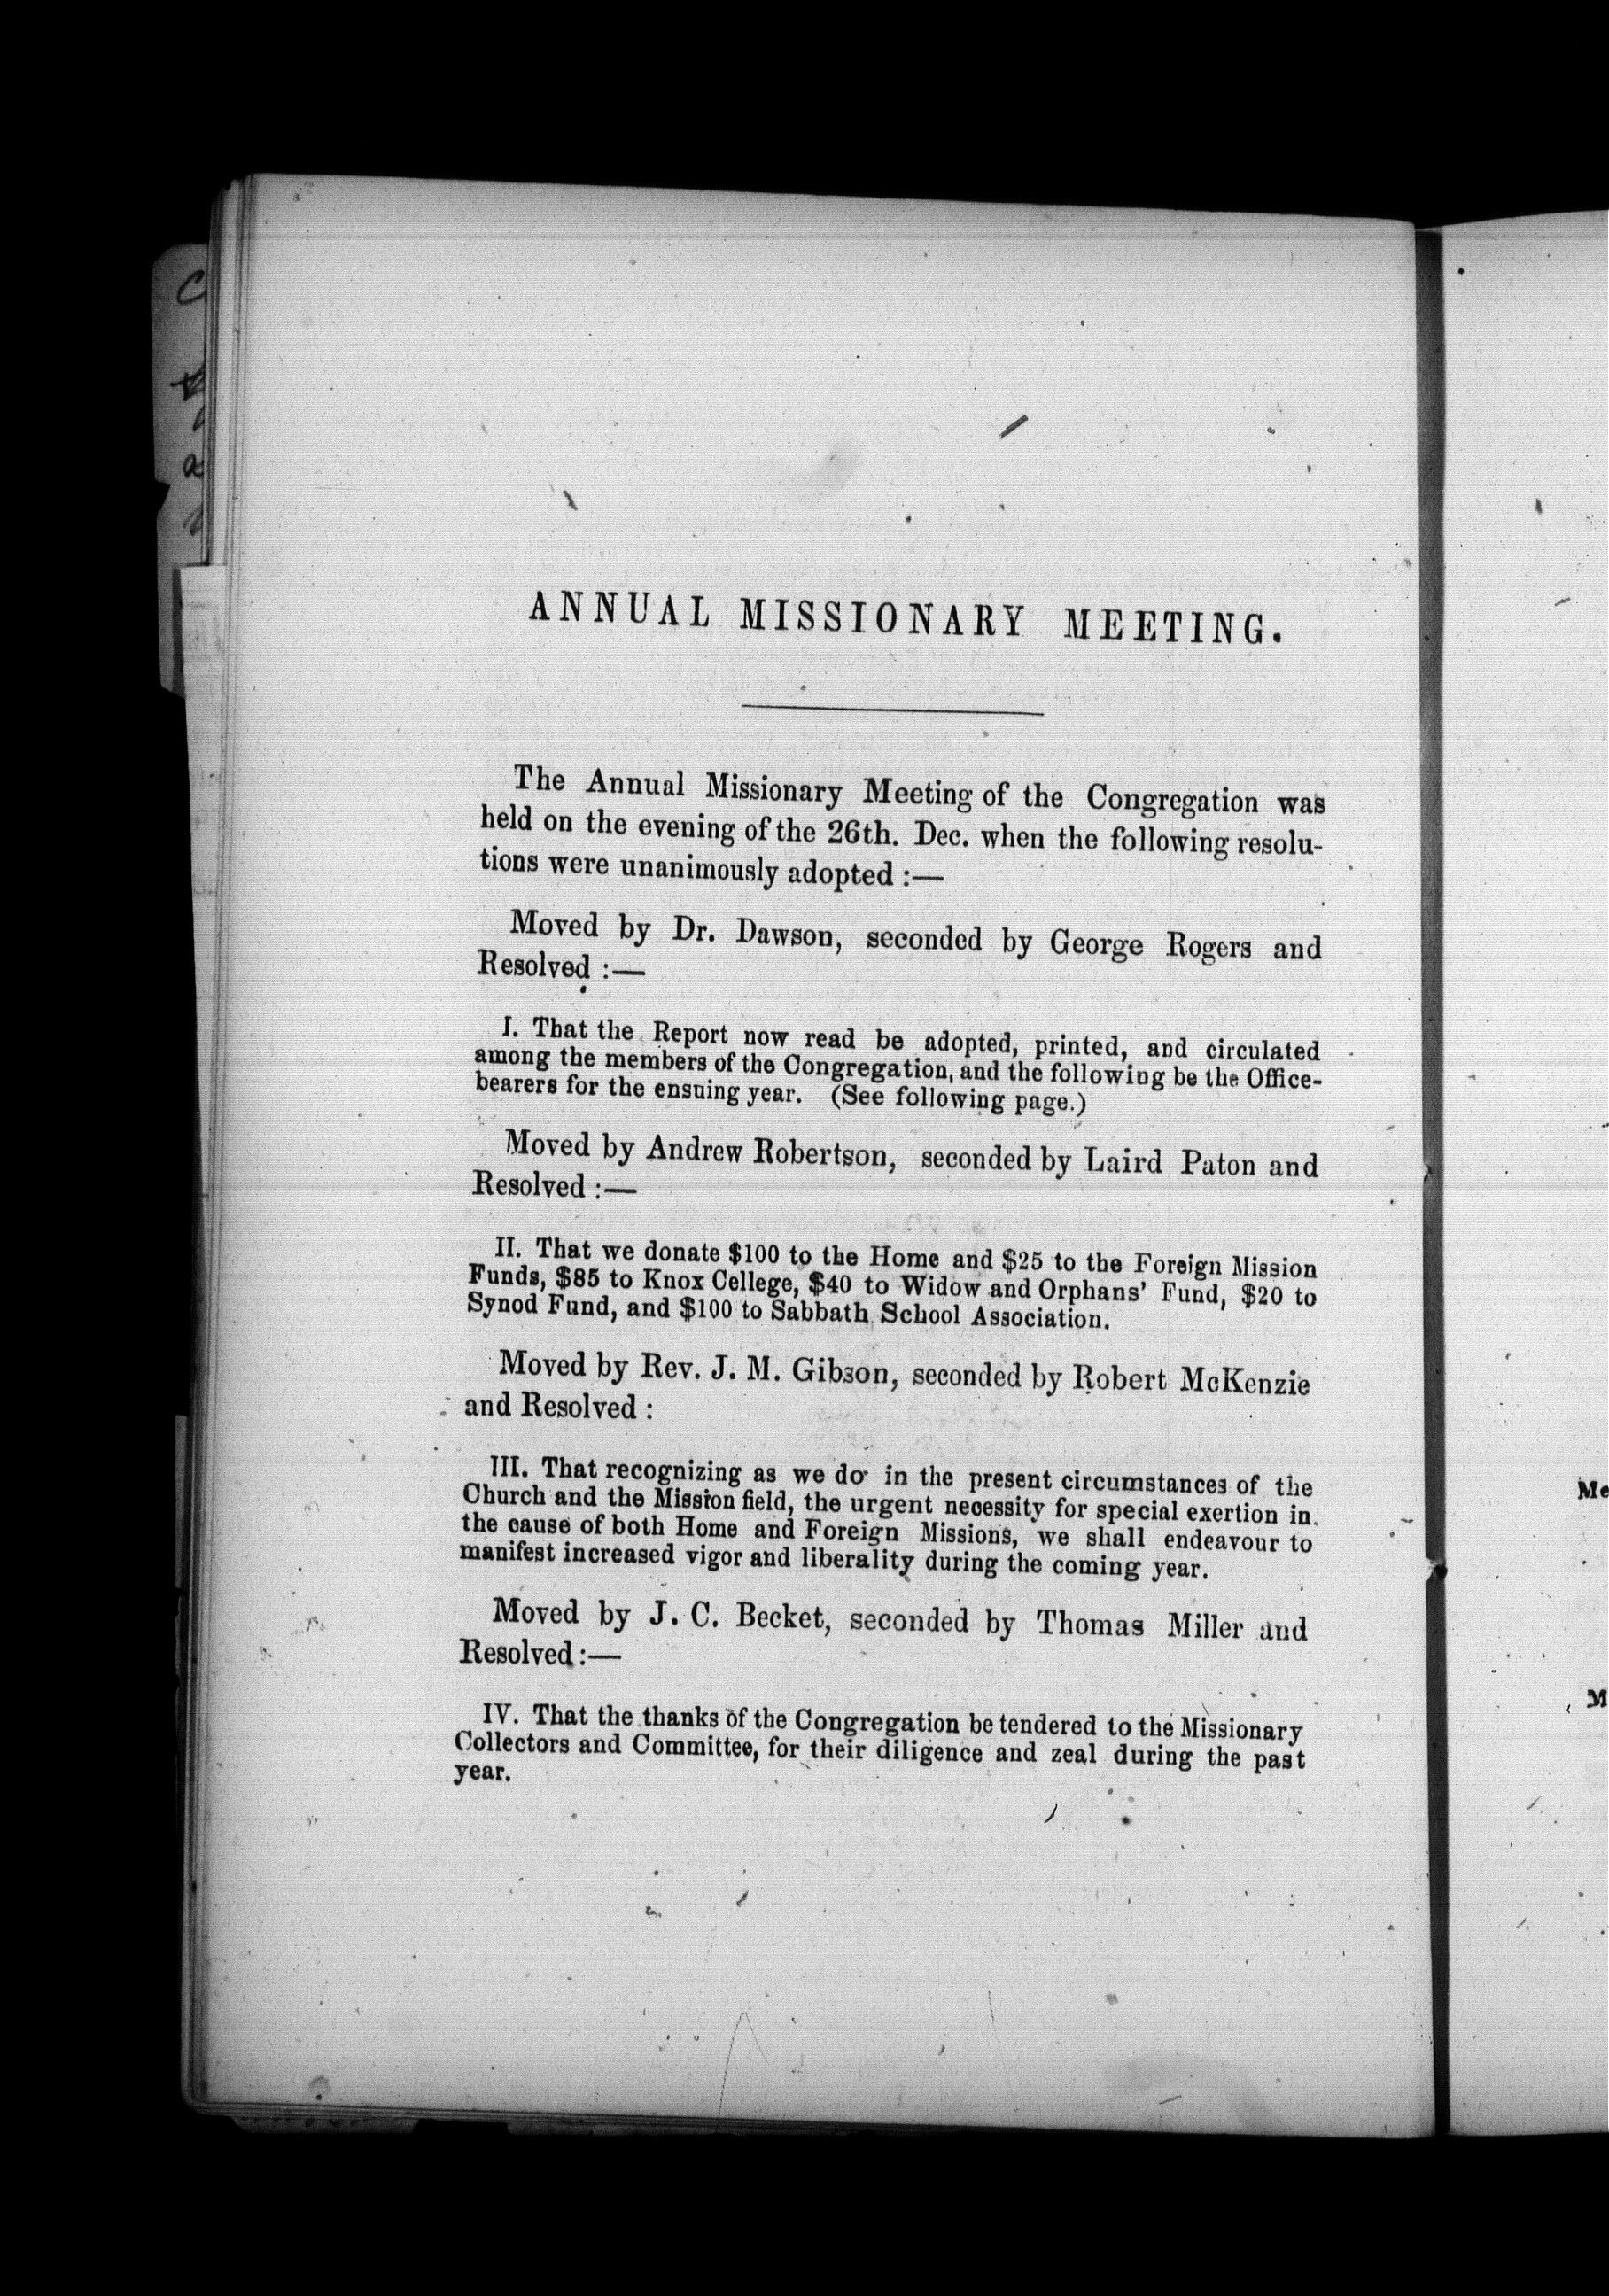 ANNUAL MISSIONARY MEETING.
The Annual Missionary Meeting of the Congregation was
held on the evening of the 26th. Dec. when the following resolu-
tions were unanimously adopted :—
Moved by Dr. Dawson, seconded by George Rogers and
Resolved :—
I. That the Report now read be adopted, printed, and circulated
among the members of the Congregation, and the following be the Office-
bearers for the ensuing year. (See following page.)
Moved by Andrew Robertson, seconded by Laird Paton and
Resolved :—
II. That we donate $100 to the Home and $25 to the Foreign Mission
Funds, $85 to Knox Cellege, $40 to Widow and Orphans' Fund, $20 to
Synod Fund, and $100 to Sabbath School Association.
Moved by Rev. J. M. Gibson, seconded by Robert McKenzie
and Resolved :
III. That recognizing as we do in the present circumstances of the
Church and the Mission field, the urgent necessity for special exertion in
the cause of both Home and Foreign Missions, we shall endeavour to
manifest increased vigor and liberality during the coming year.
Moved by J. C. Becket, seconded by Thomas Miller and
Resolved :—
IV. That the thanks of the Congregation be tendered to the Missionary
Collectors and Committee, for their diligence and zeal during the past
year.
Me
M